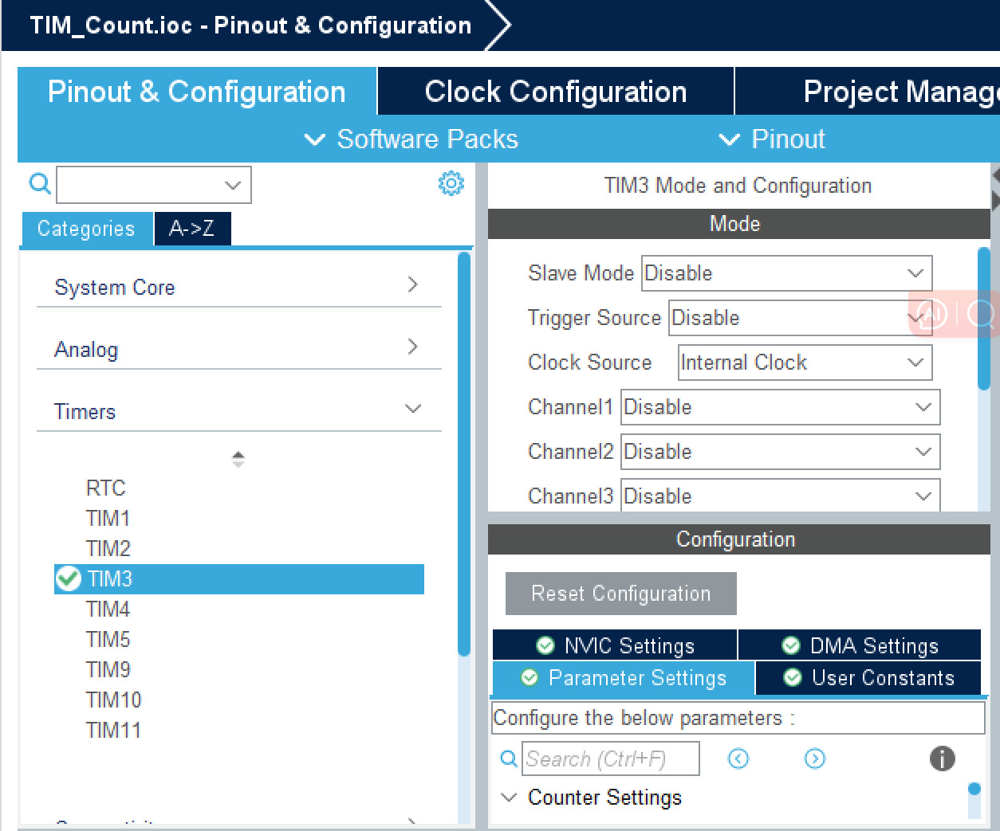 TIM_Count.ioc - Pinout & Configuration
Pinout & Configuration
Clock Configuration
Project Manag
Software Packs
Pinout
Categories
A->Z
System Core
Analog
Timers
RTC
TIM1
TIM2
TIM3
TIM4
TIM5
TIM9
TIM10
TIM11
TIM3 Mode and Configuration
Mode
Slave Mode Disable
Trigger Source Disable
AI
Clock Source Internal Clock
Channel1 Disable
Channel2 Disable
Channel3 Disable
Configuration
Reset Configuration
NVIC Settings
DMA Settings
Parameter Settings
User Constants
Configure the below parameters :
Search (Ctrl+F)
Counter Settings